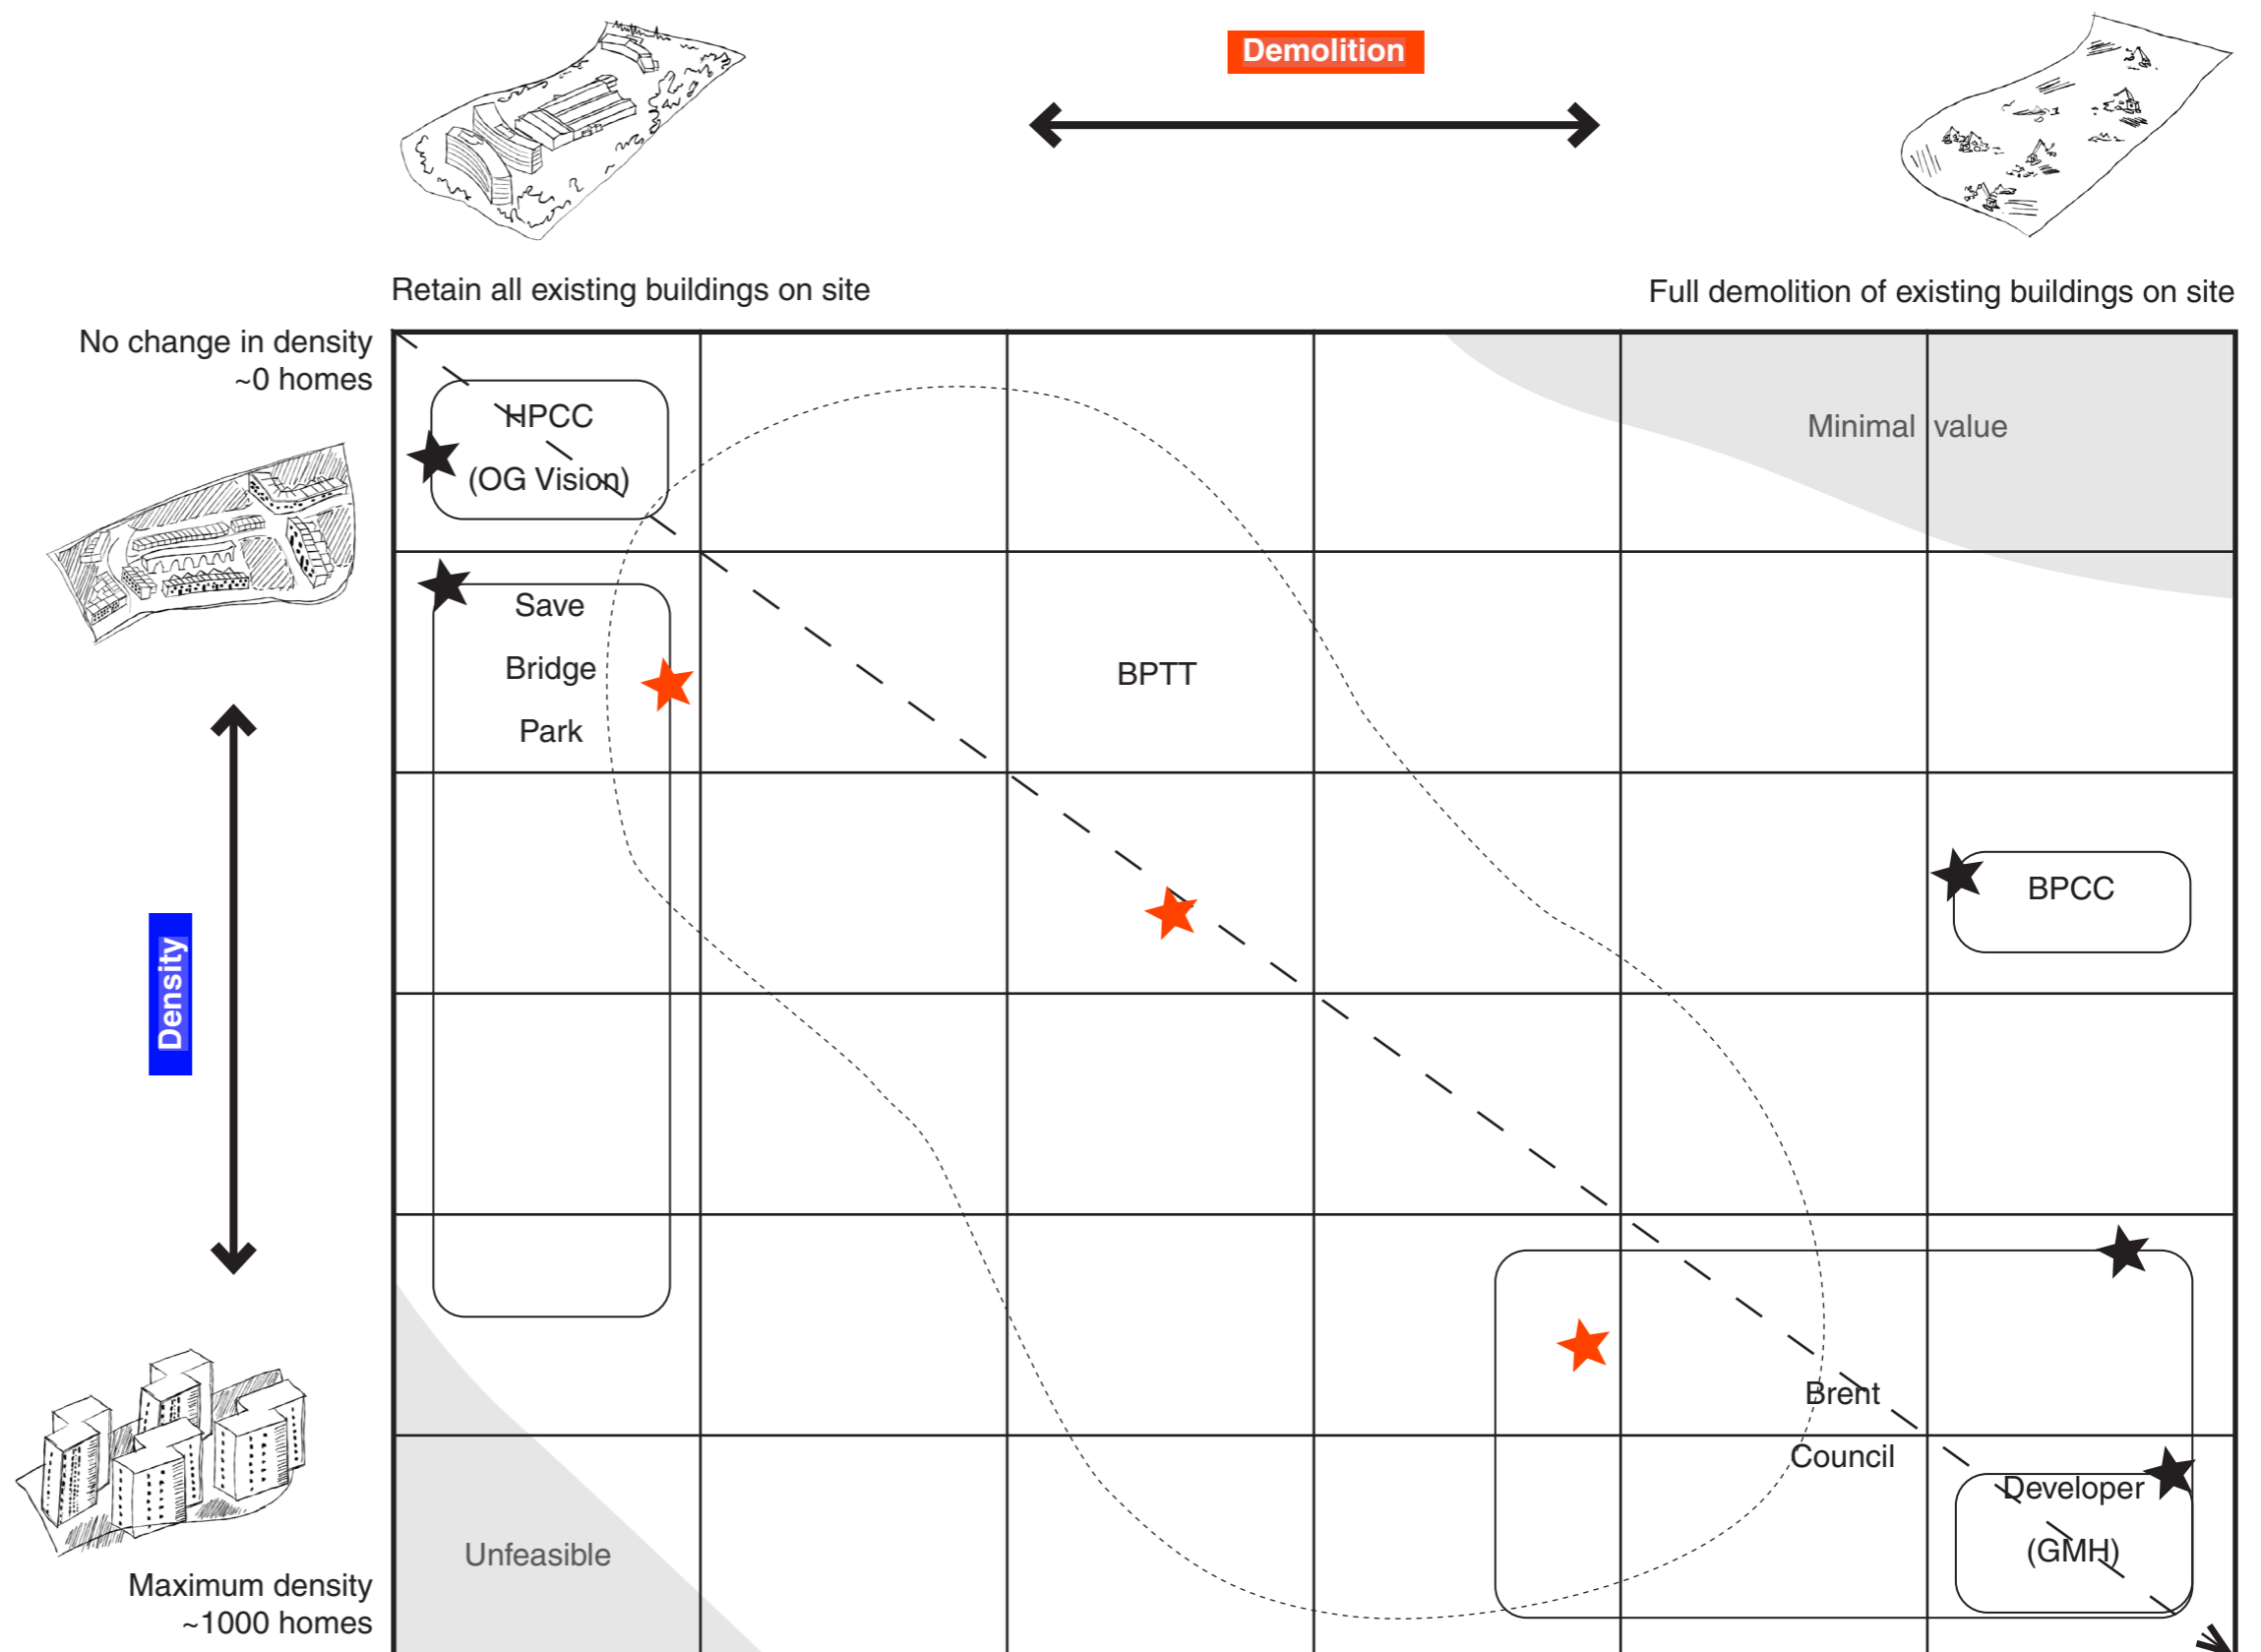 Demolition
Retain all existing buildings on site
Full demolition of existing buildings on site
No change in density
~0 homes
HPCC
(OG Vision)
Minimal value
Save
Bridge
Park
BPTT
BPCC
Density
Brent
Council
Developer
(GMH)
Unfeasible
Maximum density
~1000 homes